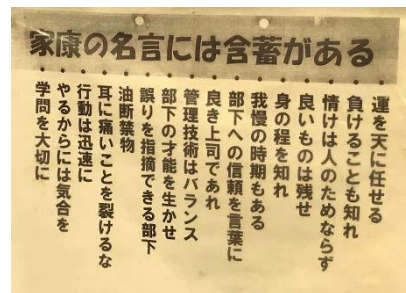 家康の名言には含蓄がある
・運を天に任せる
・負けることも知れ
・情けは人のためならず
・良いものは残せ
・身の程を知れ
・我慢の時期もある
・部下への信頼を言葉に
・良き上司であれ
・管理技術はバランス
・部下の才能を生かせ
・誤りを指摘できる部下
・油断禁物
・耳に痛いことを裂けるな
・行動は迅速に
・やるからには気合を
・学問を大切に